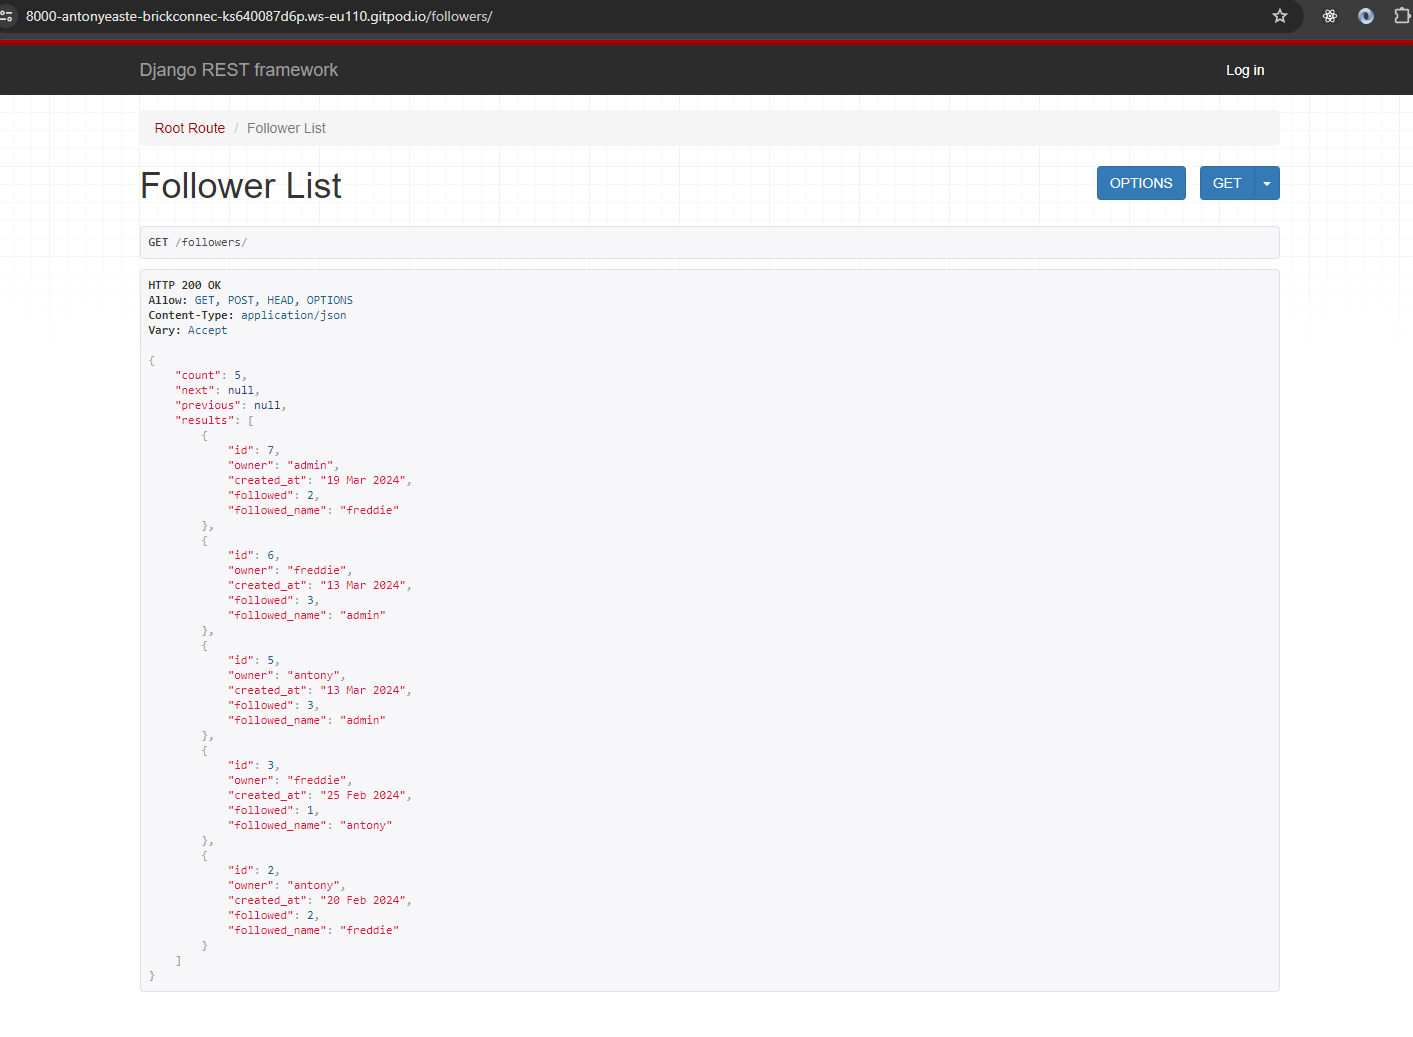 8000-antonyeaste-brickconnec-ks640087d6p.ws-eu110.gitpod.io/followers/
Django REST framework
Log in
Root Route / Follower List
Follower List
OPTIONS
GET
GET /followers/
HTTP 200 OK
Allow: GET, POST, HEAD, OPTIONS
Content-Type: application/json
Vary: Accept
{
    "count": 5,
    "next": null,
    "previous": null,
    "results": [
        {
            "id": 7,
            "owner": "admin",
            "created_at": "19 Mar 2024",
            "followed": 2,
            "followed_name": "freddie"
        },
        {
            "id": 6,
            "owner": "freddie",
            "created_at": "13 Mar 2024",
            "followed": 3,
            "followed_name": "admin"
        },
        {
            "id": 5,
            "owner": "antony",
            "created_at": "13 Mar 2024",
            "followed": 3,
            "followed_name": "admin"
        },
        {
            "id": 3,
            "owner": "freddie",
            "created_at": "25 Feb 2024",
            "followed": 1,
            "followed_name": "antony"
        },
        {
            "id": 2,
            "owner": "antony",
            "created_at": "20 Feb 2024",
            "followed": 2,
            "followed_name": "freddie"
        }
    ]
}